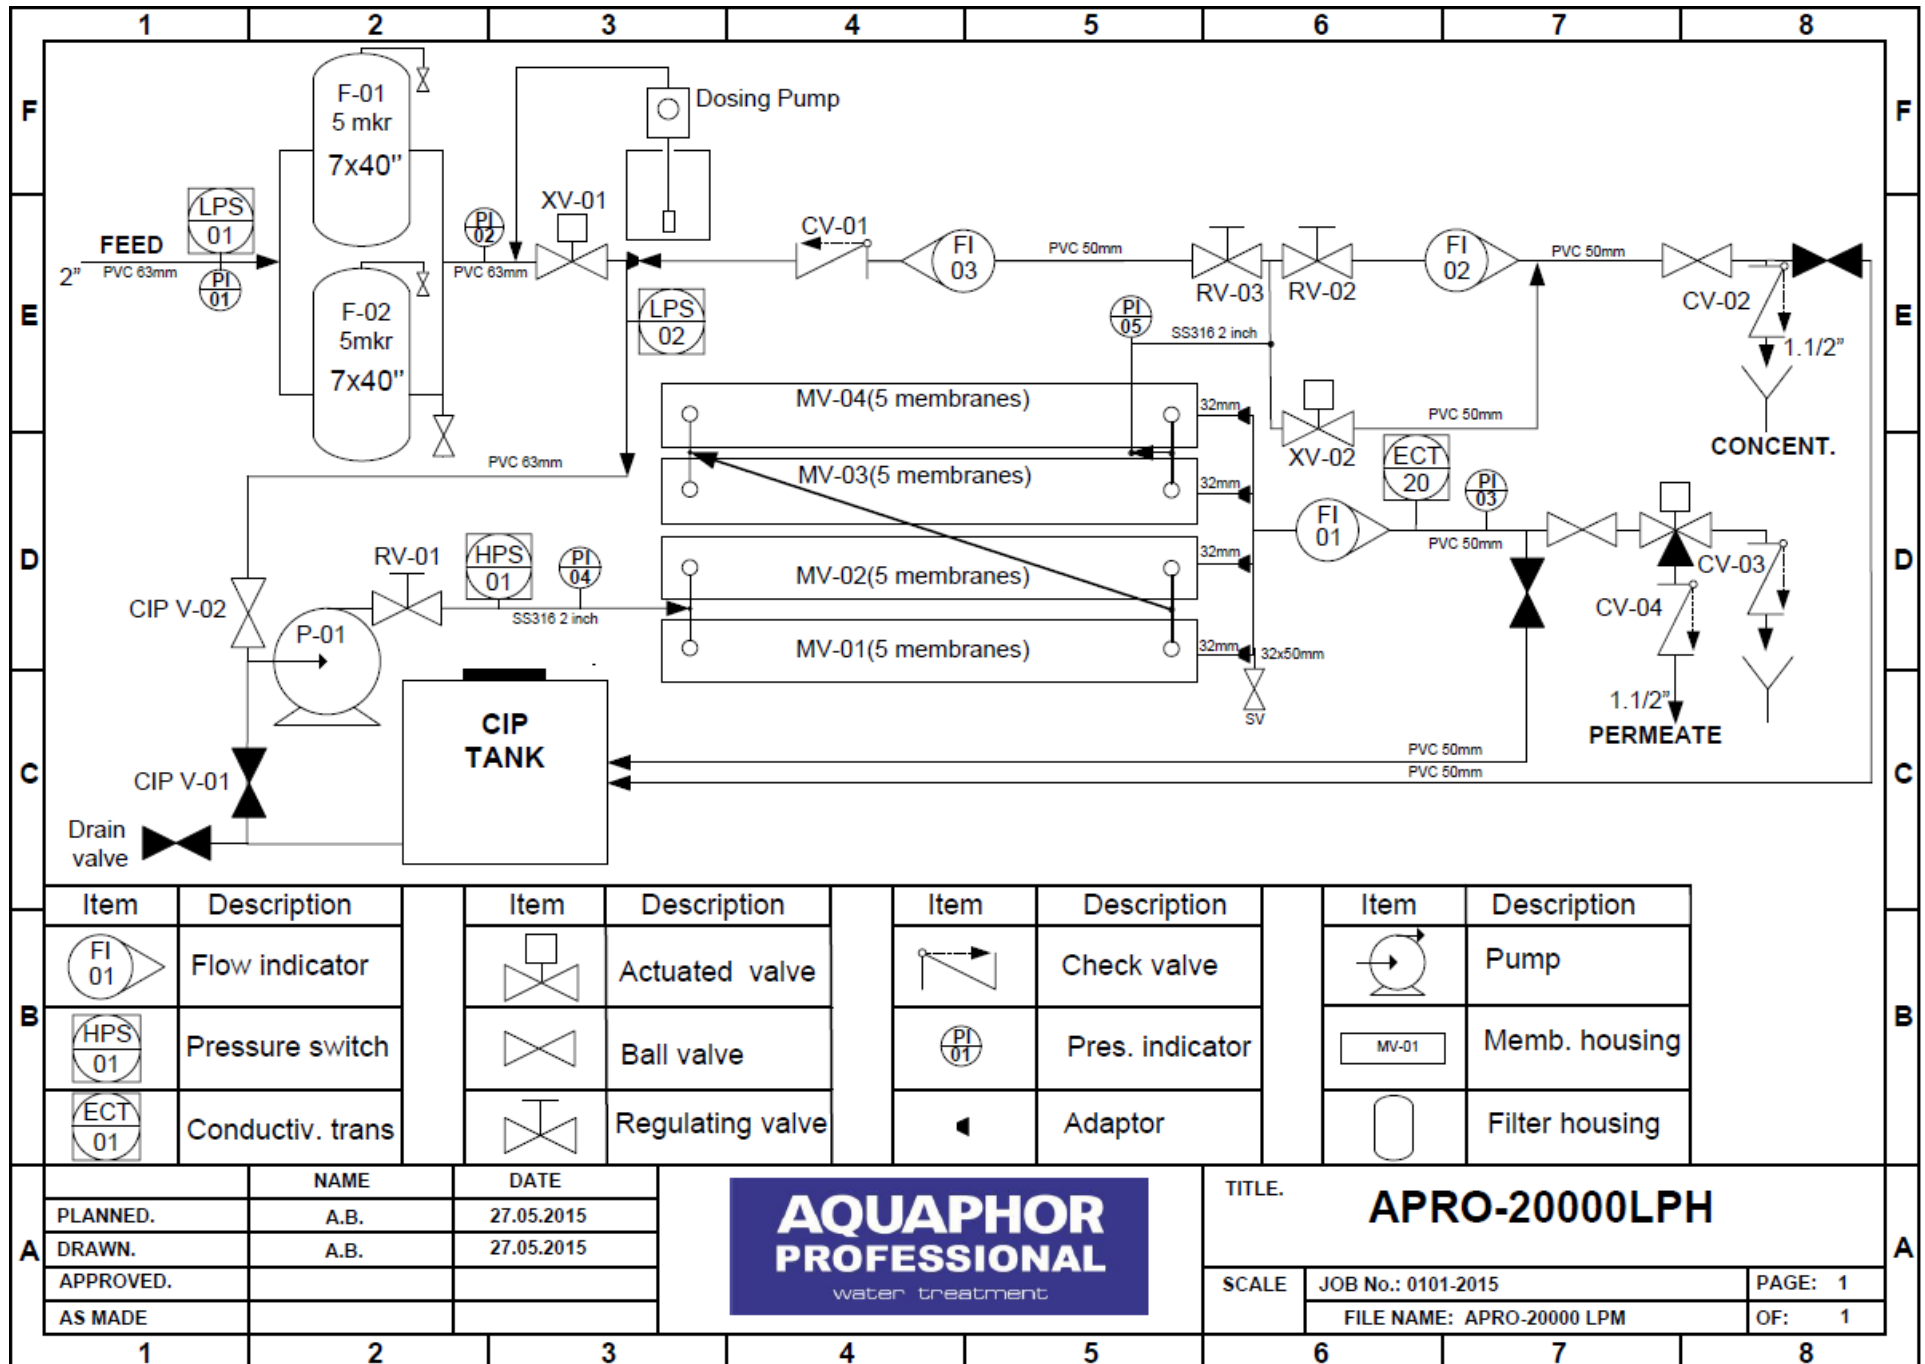 1 2 3 4 5 6 7 8
F
F
F-01
5 mkr
7x40"
Dosing Pump
LPS
01
XV-01
PI
02
CV-01
FI
03
PVC 50mm
FI
02
PVC 50mm
FEED
2"
PVC 63mm
PI
01
PVC 63mm
RV-03
RV-02
CV-02
E
E
F-02
5mkr
7x40"
LPS
02
PI
05
SS316 2 inch
1.1/2"
MV-04(5 membranes)
32mm
PVC 50mm
CONCENT.
XV-02
ECT
20
PVC 63mm
MV-03(5 membranes)
32mm
PI
03
FI
01
PVC 50mm
D
D
RV-01
HPS
01
PI
04
32mm
CV-03
MV-02(5 membranes)
CIP V-02
SS316 2 inch
CV-04
P-01
MV-01(5 membranes)
32mm
32x50mm
SV
1.1/2"
PERMEATE
CIP
TANK
PVC 50mm
PVC 50mm
C
C
CIP V-01
Drain
valve
Item Description Item Description Item Description Item Description
FI
01
Flow indicator
Actuated valve
Check valve
Pump
B
B
HPS
01
Pressure switch
Ball valve
PI
01
Pres. indicator
MV-01
Memb. housing
ECT
01
Conductiv. trans
Regulating valve
Adaptor
Filter housing
NAME DATE
PLANNED. A.B. 27.05.2015
DRAWN. A.B. 27.05.2015
APPROVED.
AS MADE
A
A
AQUAPHOR
PROFESSIONAL
water treatment
TITLE.
APRO-20000LPH
SCALE
JOB No.: 0101-2015
PAGE: 1
FILE NAME: APRO-20000 LPM
OF: 1
1 2 3 4 5 6 7 8